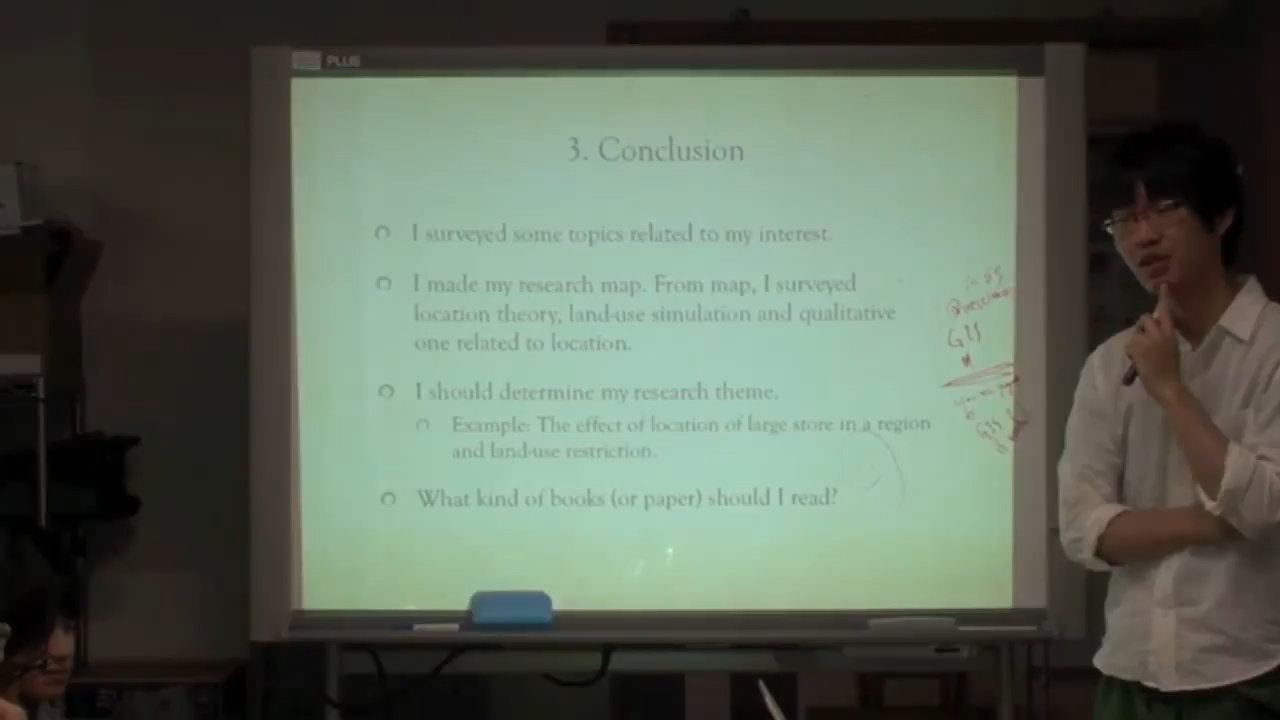 PLUS
3. Conclusion
I surveyed some topics related to my interest.
I made my research map. From map, I surveyed
location theory, land-use simulation and qualitative
one related to location.
I should determine my research theme.
Example: The effect of location of large store in a region
and land-use restriction.
What kind of books (or paper) should I read?
GIS
GIS